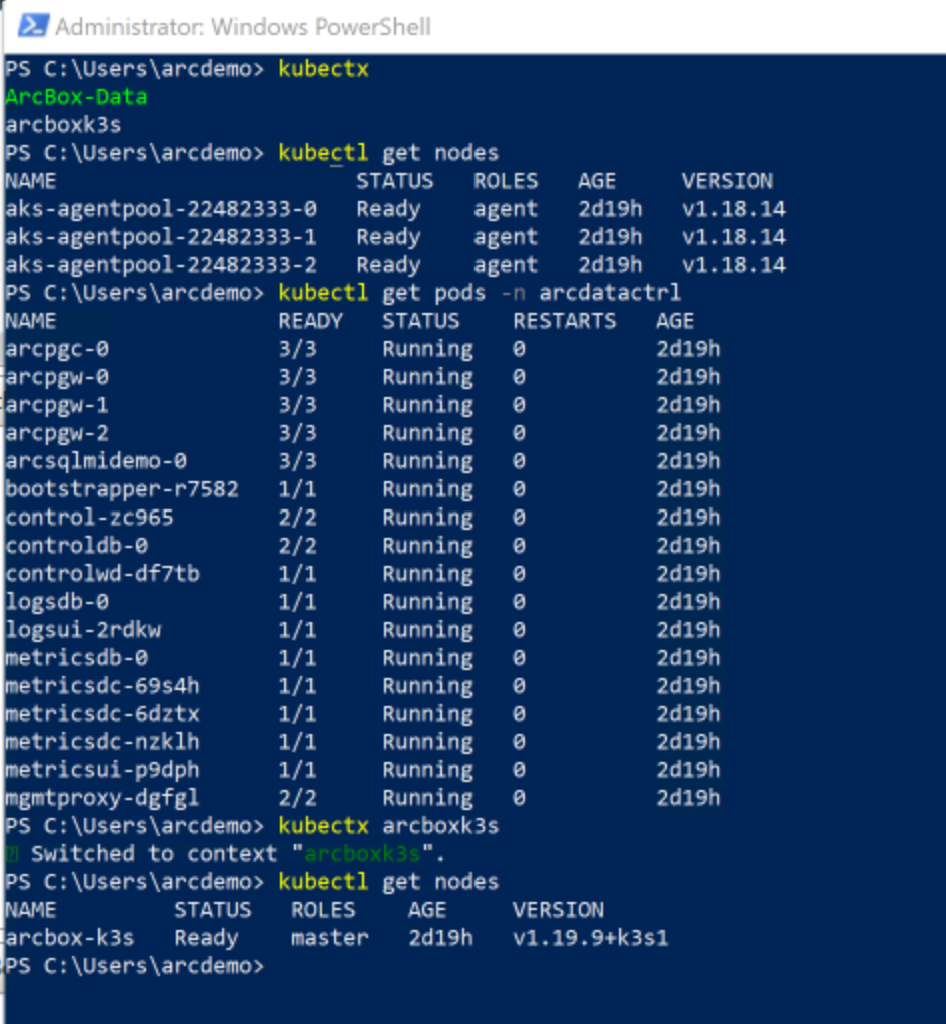 Administrator: Windows PowerShell
PS C:\Users\arcdemo> kubectx
ArcBox-Data
arcboxk3s
PS C:\Users\arcdemo> kubectl get nodes
NAME STATUS ROLES AGE VERSION
aks-agentpool-22482333-0 Ready agent 2d19h v1.18.14
aks-agentpool-22482333-1 Ready agent 2d19h v1.18.14
aks-agentpool-22482333-2 Ready agent 2d19h v1.18.14
PS C:\Users\arcdemo> kubectl get pods -n arcdatactrl
NAME READY STATUS RESTARTS AGE
arcpgc-0 3/3 Running 0 2d19h
arcpgw-0 3/3 Running 0 2d19h
arcpgw-1 3/3 Running 0 2d19h
arcpgw-2 3/3 Running 0 2d19h
arcsqlmidemo-0 3/3 Running 0 2d19h
bootstrapper-r7582 1/1 Running 0 2d19h
control-zc965 2/2 Running 0 2d19h
controldb-0 2/2 Running 0 2d19h
controlwd-df7tb 1/1 Running 0 2d19h
logsdb-0 1/1 Running 0 2d19h
logsui-2rdkw 1/1 Running 0 2d19h
metricsdb-0 1/1 Running 0 2d19h
metricsdc-69s4h 1/1 Running 0 2d19h
metricsdc-6dztx 1/1 Running 0 2d19h
metricsdc-nzklh 1/1 Running 0 2d19h
metricsui-p9dph 1/1 Running 0 2d19h
mgmtproxy-dgfgl 2/2 Running 0 2d19h
PS C:\Users\arcdemo> kubectx arcboxk3s
Switched to context "arcboxk3s".
PS C:\Users\arcdemo> kubectl get nodes
NAME STATUS ROLES AGE VERSION
arcbox-k3s Ready master 2d19h v1.19.9+k3s1
PS C:\Users\arcdemo>